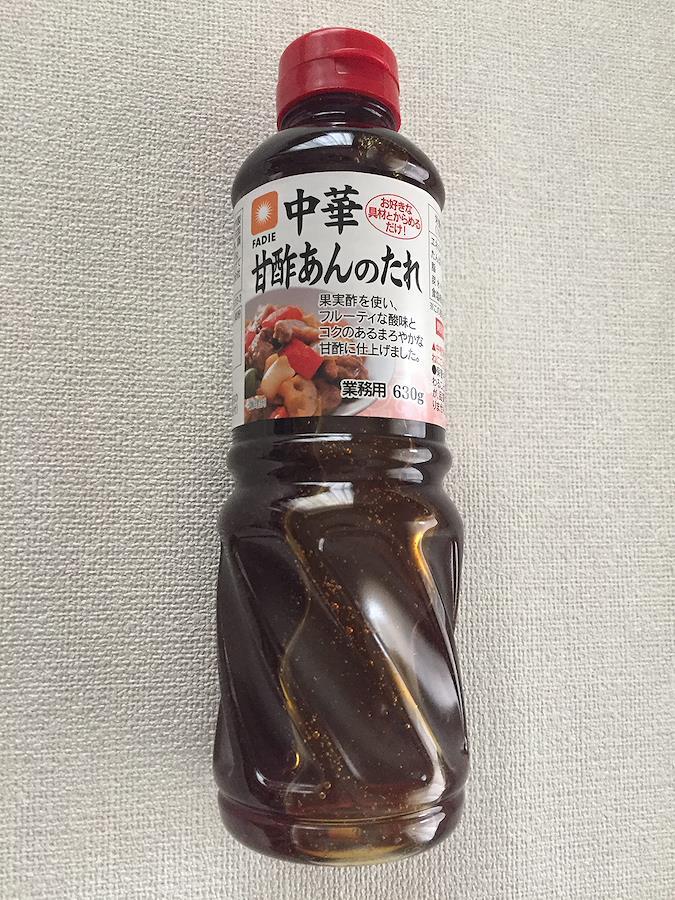 FADIE
中華
お好きな
具材とからめる
だけ!
甘酢あんのたれ
果実酢を使い、
フルーティな酸味と
コクのあるまろやかな
甘酢に仕上げました。
業務用 630g